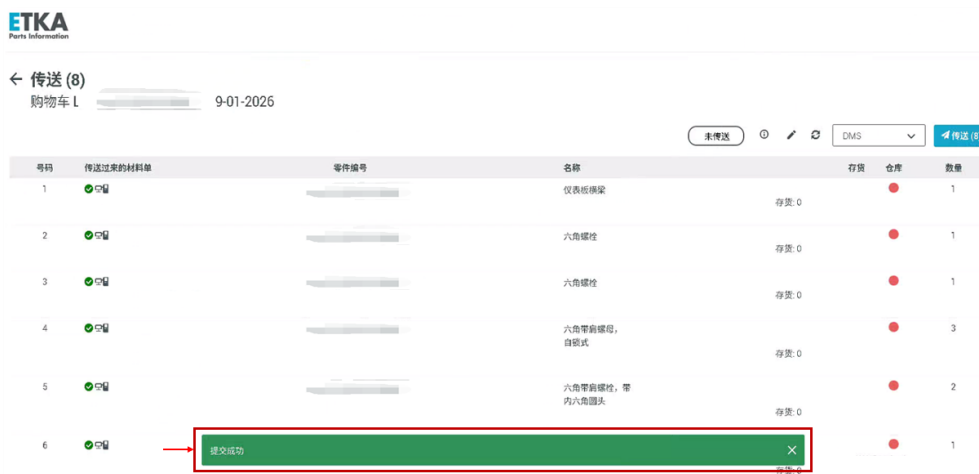 ETKA
Parts Information
← 传送 (8)
购物车 L 9-01-2026
未传送 DMS 传送 (8
号码 传送过来的材料单 零件编号 名称 存货 仓库 数量
1 仪表板横梁 1
存货: 0
2 六角螺栓 1
存货: 0
3 六角螺栓 1
存货: 0
4 六角带肩螺母, 3
自锁式
存货: 0
5 六角带肩螺栓, 带 2
内六角圆头
存货: 0
6 1
提交成功
存货: 0